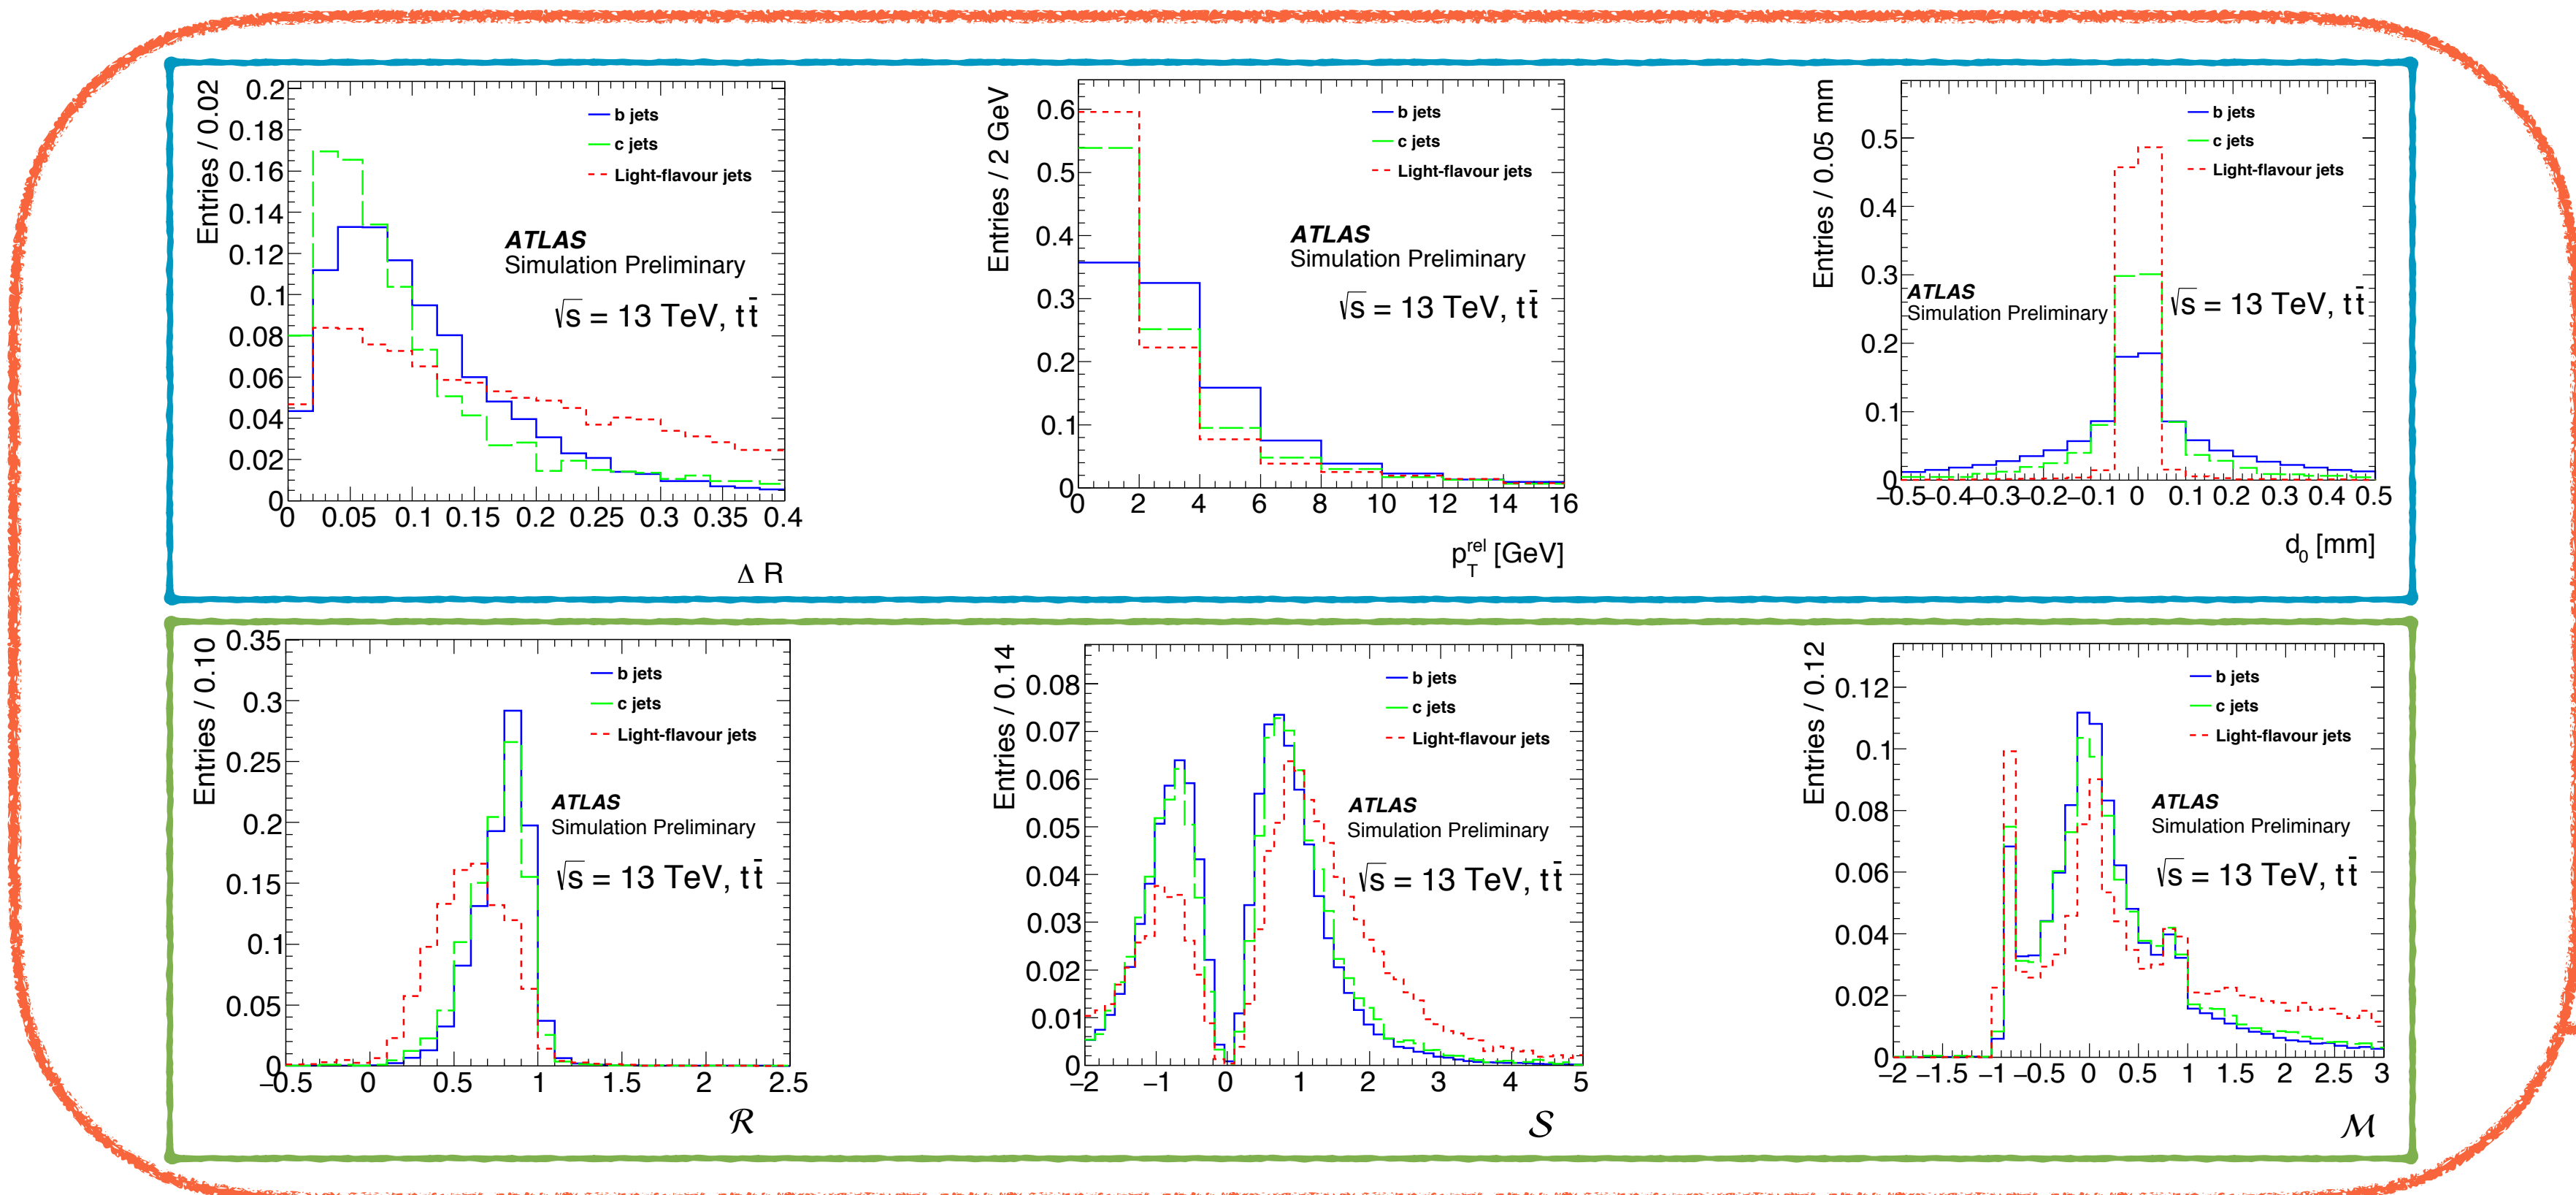 Entries / 0.02
0.2
0.18
0.16
0.14
0.12
0.1
0.08
0.06
0.04
0.02
0
b jets
c jets
Light-flavour jets
ATLAS
Simulation Preliminary
√s = 13 TeV, tt̄
0 0.05 0.1 0.15 0.2 0.25 0.3 0.35 0.4
Δ R
Entries / 2 GeV
0.6
0.5
0.4
0.3
0.2
0.1
0
b jets
c jets
Light-flavour jets
ATLAS
Simulation Preliminary
√s = 13 TeV, tt̄
0 2 4 6 8 10 12 14 16
p_T^rel [GeV]
Entries / 0.05 mm
0.5
0.4
0.3
0.2
0.1
0
b jets
c jets
Light-flavour jets
ATLAS
Simulation Preliminary
√s = 13 TeV, tt̄
−0.5 −0.4 −0.3 −0.2 −0.1 0 0.1 0.2 0.3 0.4 0.5
d₀ [mm]
Entries / 0.10
0.35
0.3
0.25
0.2
0.15
0.1
0.05
0
b jets
c jets
Light-flavour jets
ATLAS
Simulation Preliminary
√s = 13 TeV, tt̄
−0.5 0 0.5 1 1.5 2 2.5
ℛ
Entries / 0.14
0.08
0.07
0.06
0.05
0.04
0.03
0.02
0.01
0
b jets
c jets
Light-flavour jets
ATLAS
Simulation Preliminary
√s = 13 TeV, tt̄
−2 −1 0 1 2 3 4 5
𝒮
Entries / 0.12
0.12
0.1
0.08
0.06
0.04
0.02
0
b jets
c jets
Light-flavour jets
ATLAS
Simulation Preliminary
√s = 13 TeV, tt̄
−2 −1.5 −1 −0.5 0 0.5 1 1.5 2 2.5 3
ℳ